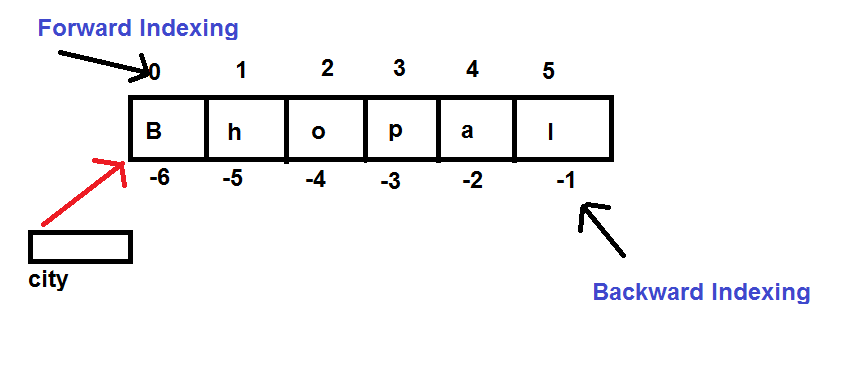 Forward Indexing
0 1 2 3 4 5
B h o p a l
-6 -5 -4 -3 -2 -1
city
Backward Indexing